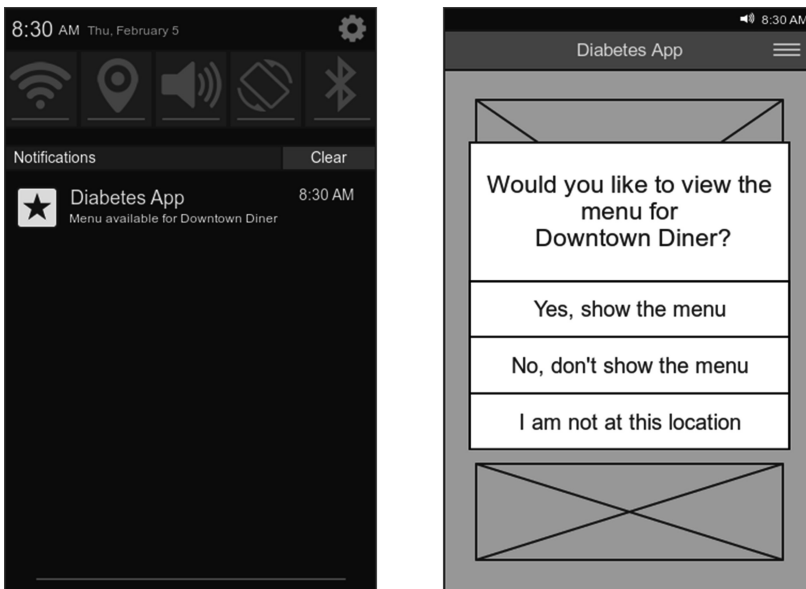 8:30 AM Thu, February 5
Notifications Clear
Diabetes App 8:30 AM
Menu available for Downtown Diner
8:30 AM
Diabetes App
Would you like to view the
menu for
Downtown Diner?
Yes, show the menu
No, don't show the menu
I am not at this location